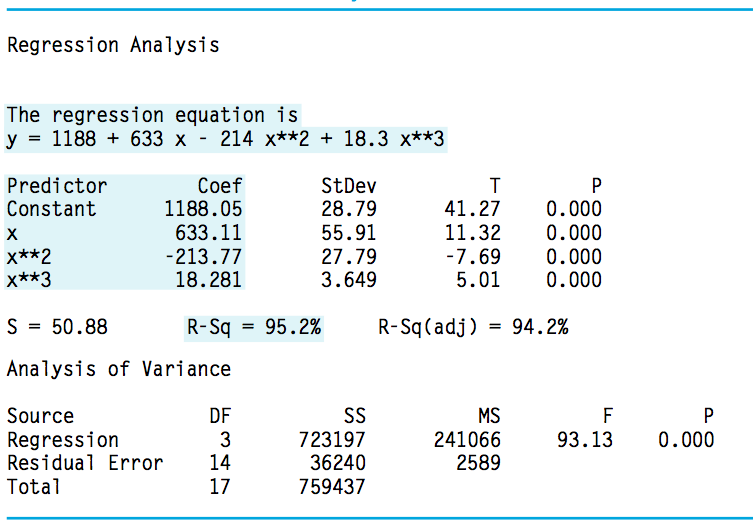 Regression Analysis
The regression equation is
y = 1188 + 633 x - 214 x**2 + 18.3 x**3
Predictor Coef StDev T P
Constant 1188.05 28.79 41.27 0.000
x 633.11 55.91 11.32 0.000
x**2 -213.77 27.79 -7.69 0.000
x**3 18.281 3.649 5.01 0.000
S = 50.88 R-Sq = 95.2% R-Sq(adj) = 94.2%
Analysis of Variance
Source DF SS MS F P
Regression 3 723197 241066 93.13 0.000
Residual Error 14 36240 2589
Total 17 759437